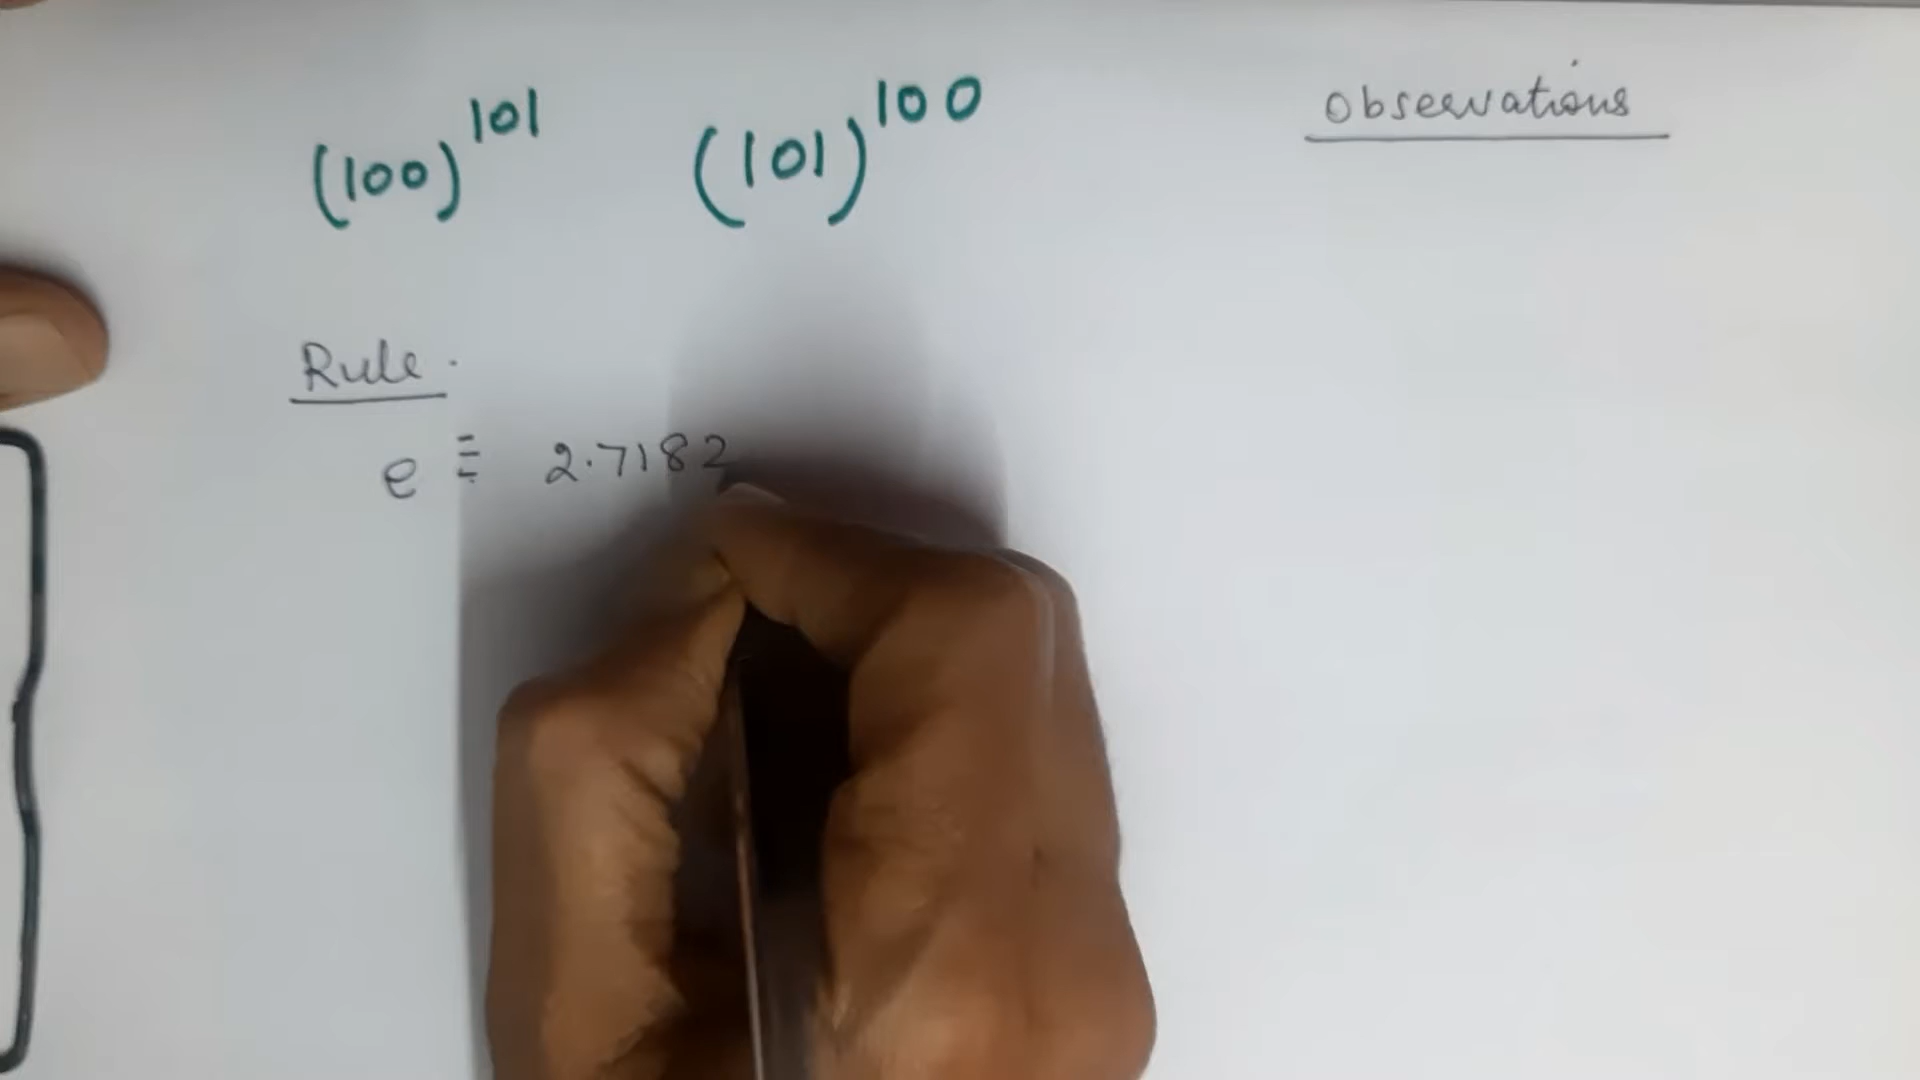 (100)^101 (101)^100
Observations
Rule.
e ≡ 2.7182